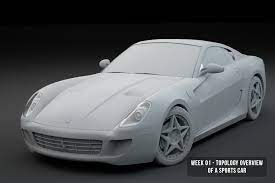 WEEK 01 - TOPOLOGY OVERVIEW
OF A SPORTS CAR